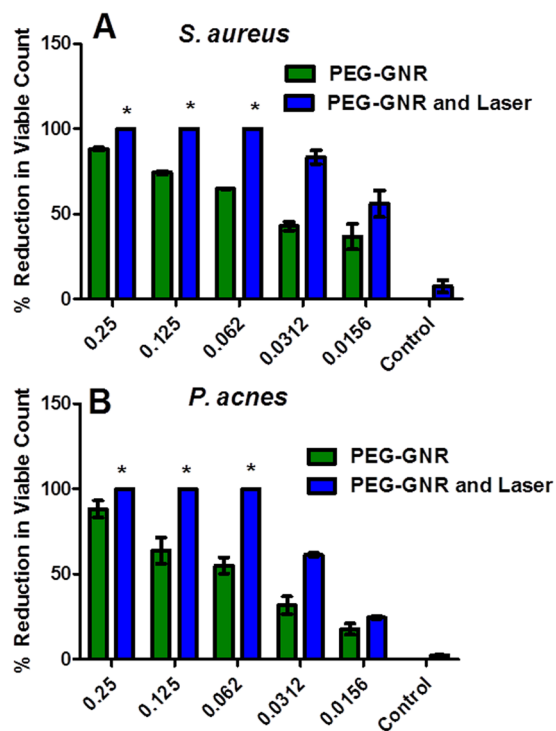 A
S. aureus
% Reduction in Viable Count
150
100
50
0
PEG-GNR
PEG-GNR and Laser
* * *
0.25 0.125 0.062 0.0312 0.0156 Control
B
P. acnes
% Reduction in Viable Count
150
100
50
0
PEG-GNR
PEG-GNR and Laser
* * *
0.25 0.125 0.062 0.0312 0.0156 Control